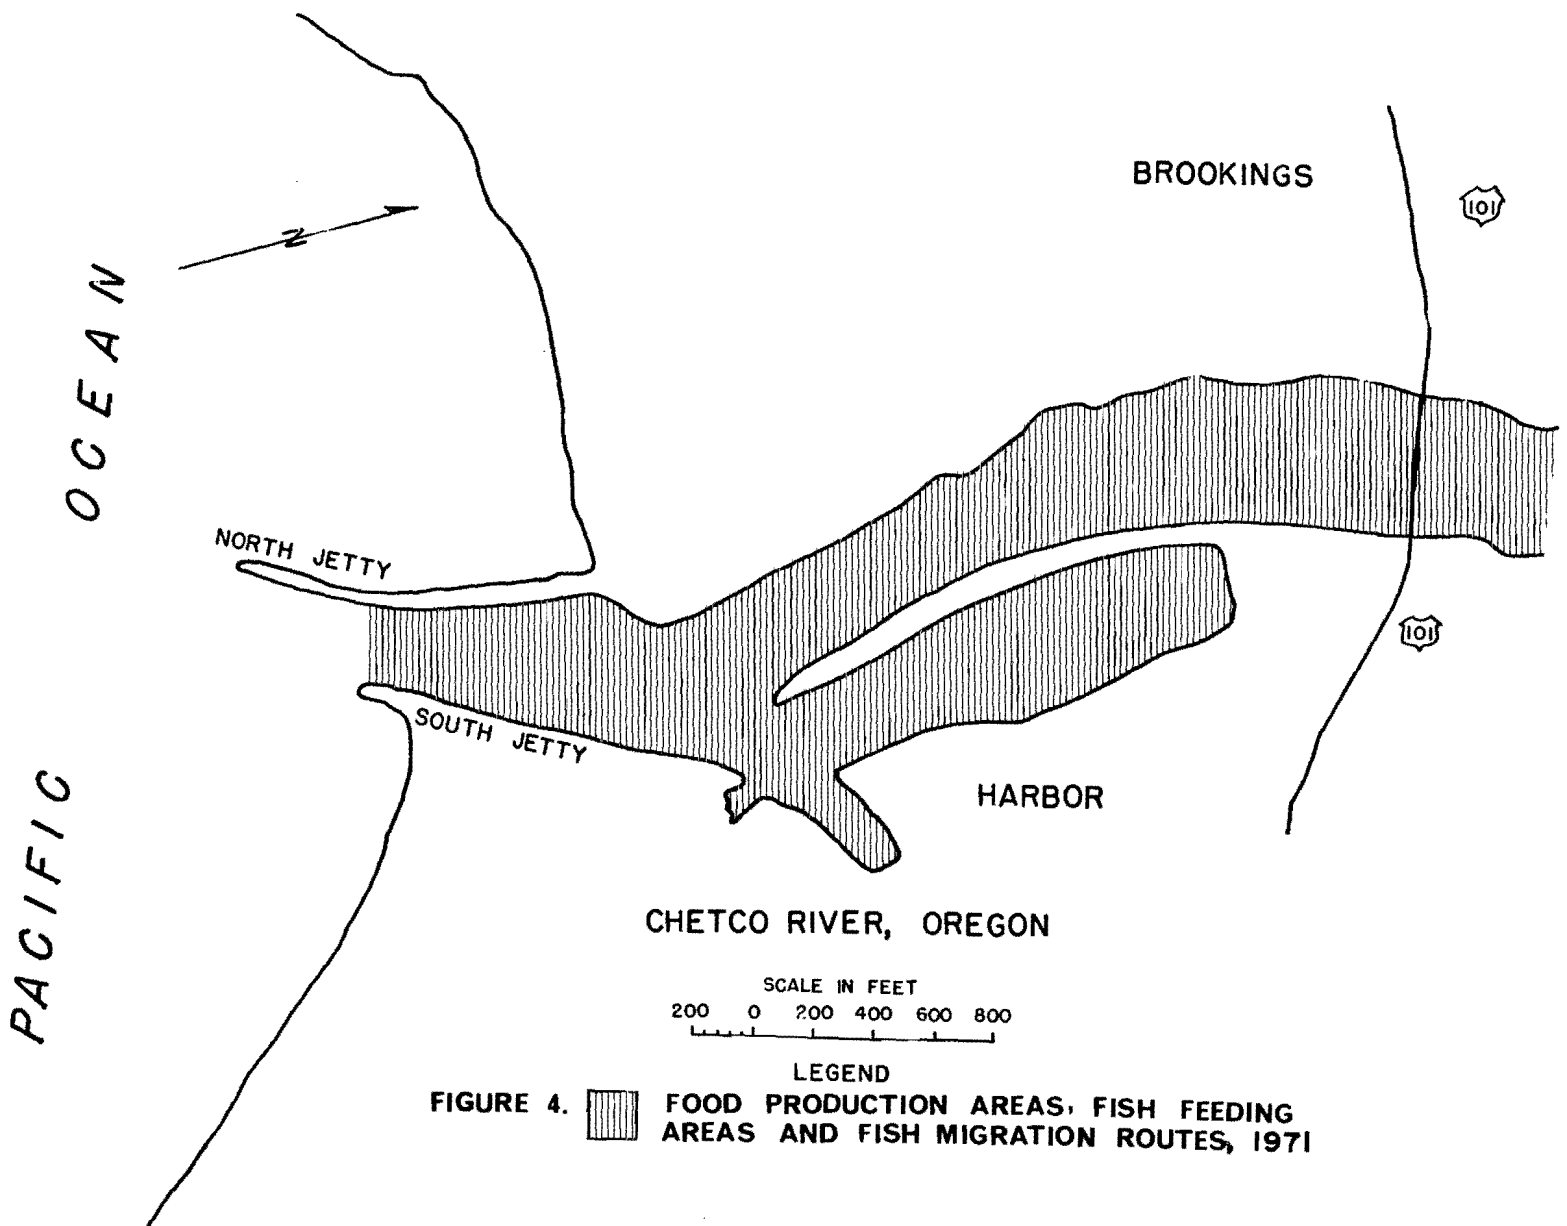 BROOKINGS
101
N
PACIFIC OCEAN
NORTH JETTY
SOUTH JETTY
101
HARBOR
CHETCO RIVER, OREGON
SCALE IN FEET
200 0 200 400 600 800
LEGEND
FIGURE 4. FOOD PRODUCTION AREAS, FISH FEEDING
AREAS AND FISH MIGRATION ROUTES, 1971